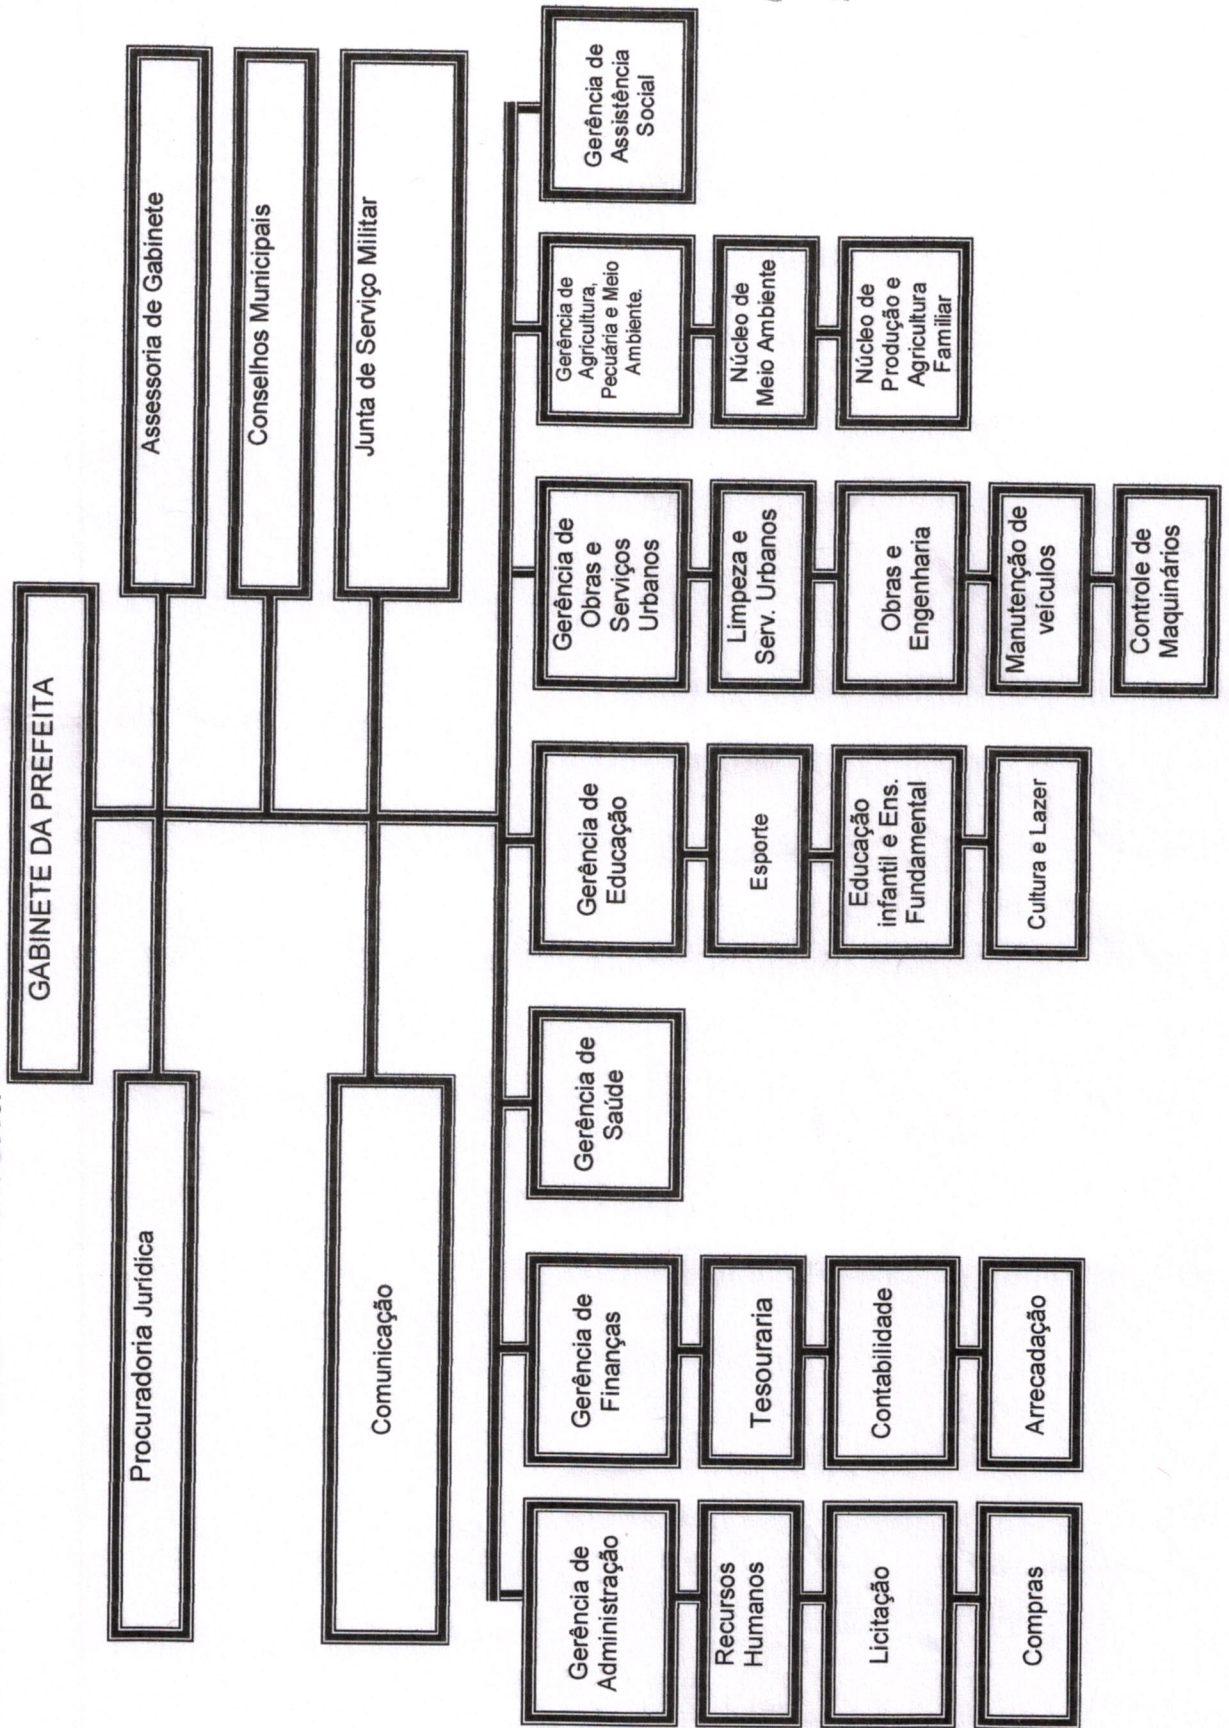 GABINETE DA PREFEITA
Procuradoria Jurídica
Assessoria de Gabinete
Conselhos Municipais
Comunicação
Junta de Serviço Militar
Gerência de
Administração
Recursos
Humanos
Licitação
Compras
Gerência de
Finanças
Tesouraria
Contabilidade
Arrecadação
Gerência de
Saúde
Gerência de
Educação
Esporte
Educação
infantil e Ens.
Fundamental
Cultura e Lazer
Gerência de
Obras e
Serviços
Urbanos
Limpeza e
Serv. Urbanos
Obras e
Engenharia
Manutenção de
veículos
Controle de
Maquinários
Gerência de
Agricultura,
Pecuária e Meio
Ambiente.
Núcleo de
Meio Ambiente
Núcleo de
Produção e
Agricultura
Familiar
Gerência de
Assistência
Social